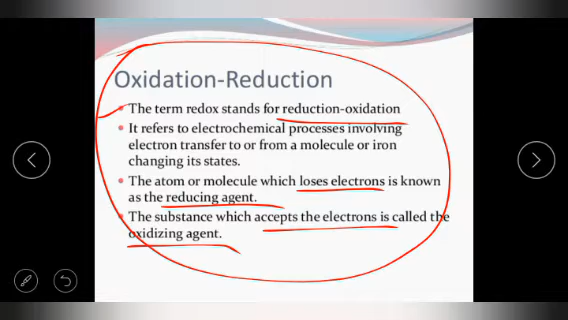 Oxidation-Reduction
The term redox stands for reduction-oxidation
It refers to electrochemical processes involving
electron transfer to or from a molecule or iron
changing its states.
The atom or molecule which loses electrons is known
as the reducing agent.
The substance which accepts the electrons is called the
oxidizing agent.